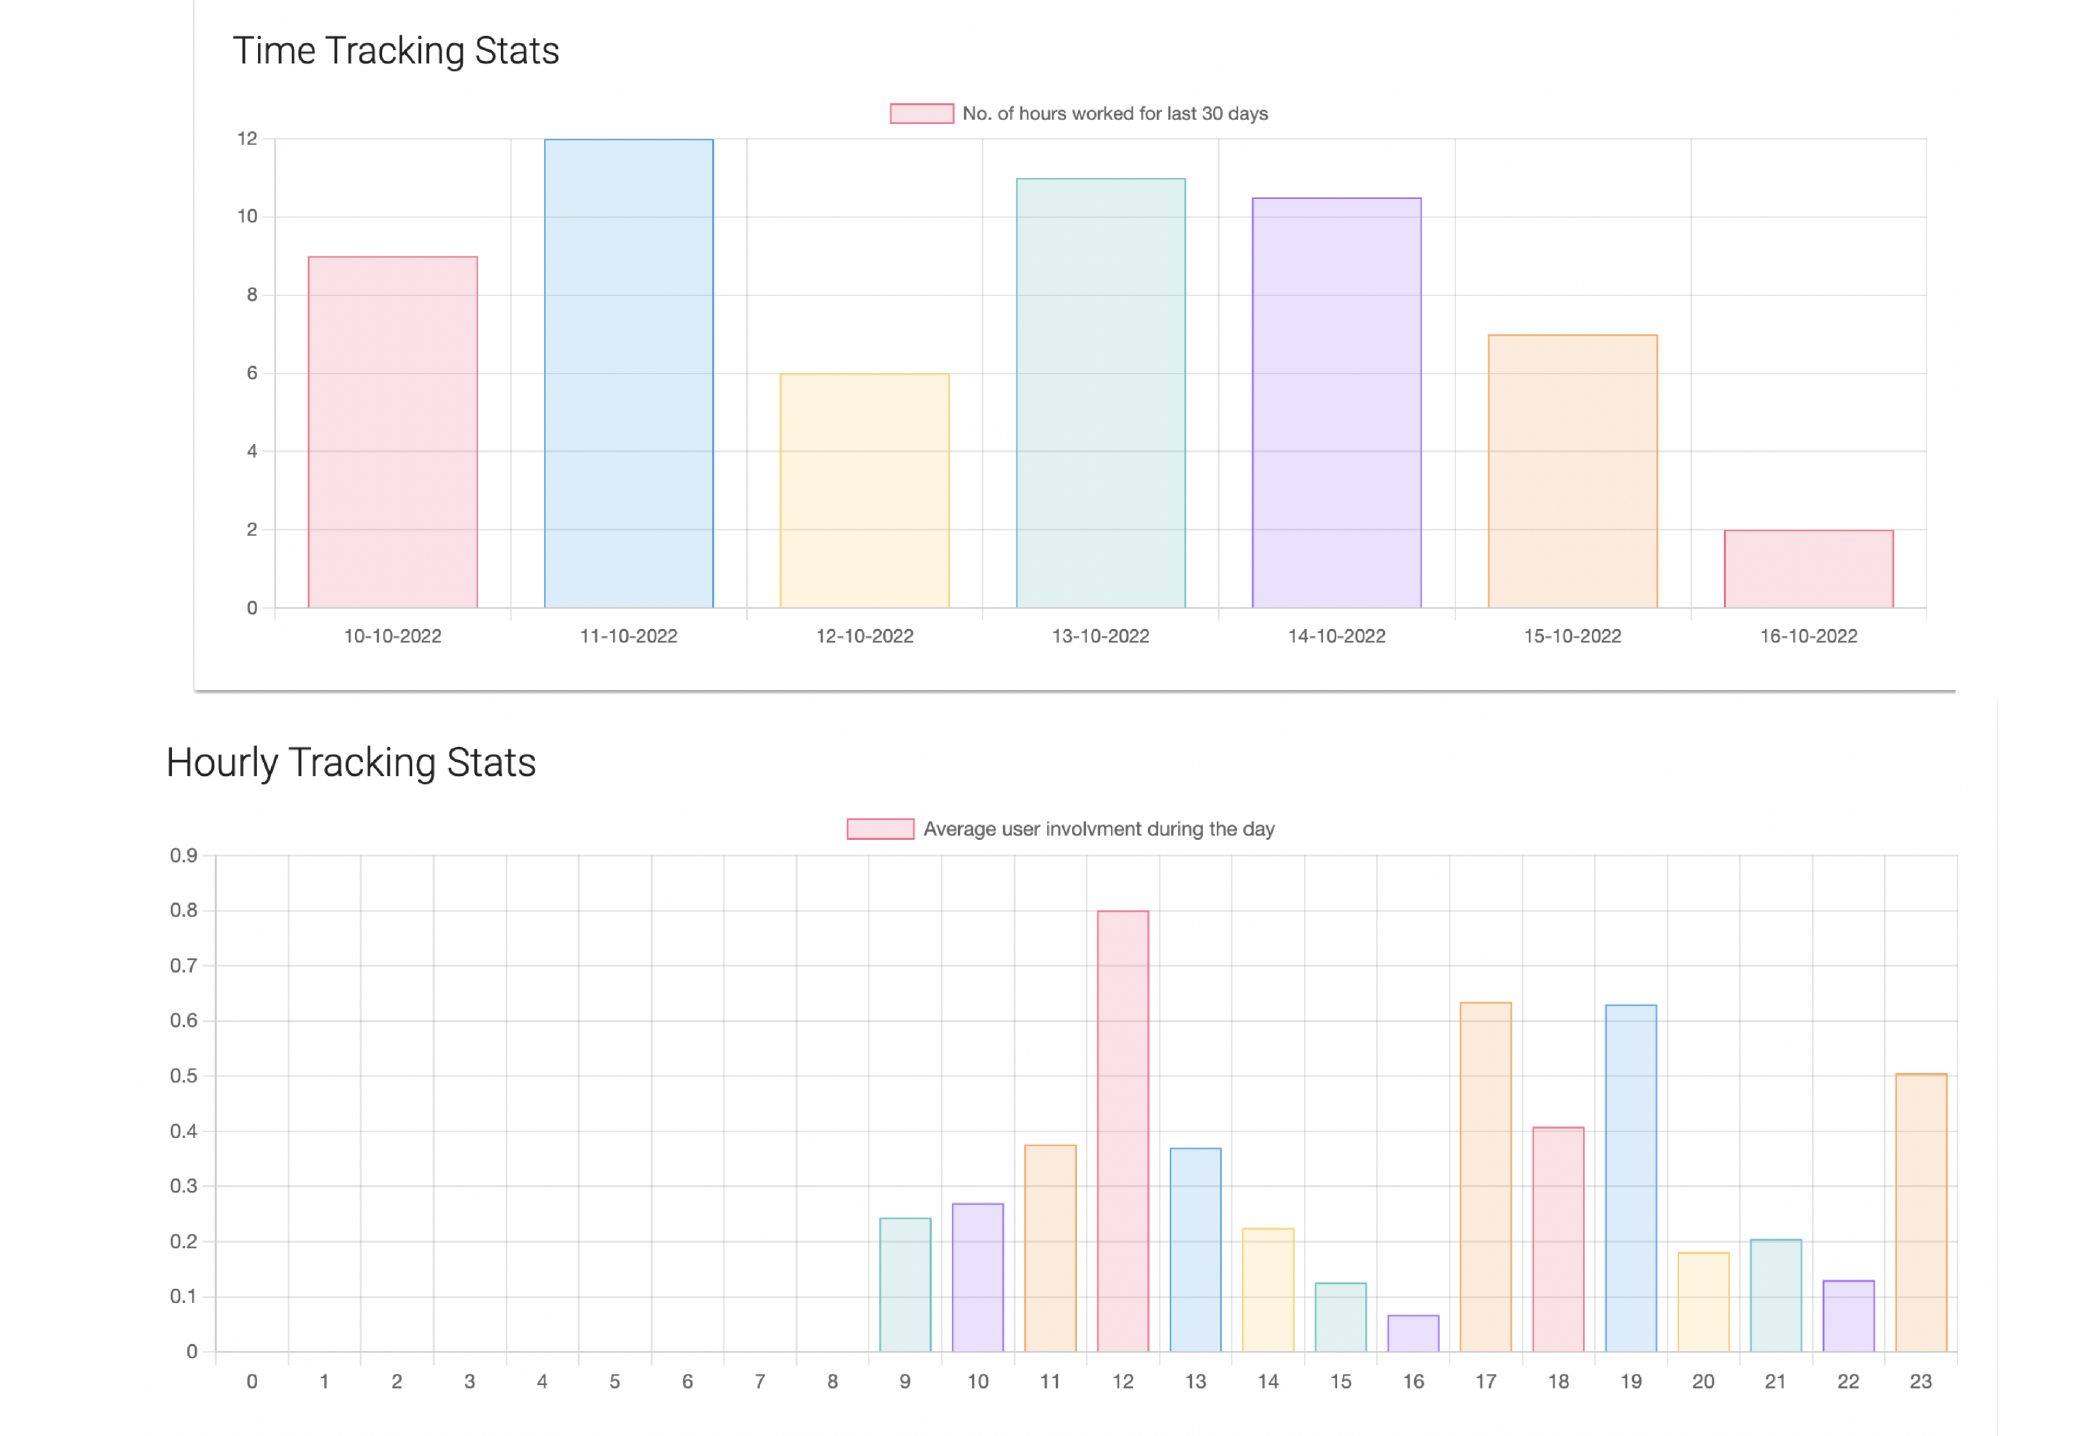 Time Tracking Stats
No. of hours worked for last 30 days
12
10
8
6
4
2
0
10-10-2022 11-10-2022 12-10-2022 13-10-2022 14-10-2022 15-10-2022 16-10-2022
Hourly Tracking Stats
Average user involvment during the day
0.9
0.8
0.7
0.6
0.5
0.4
0.3
0.2
0.1
0
0 1 2 3 4 5 6 7 8 9 10 11 12 13 14 15 16 17 18 19 20 21 22 23